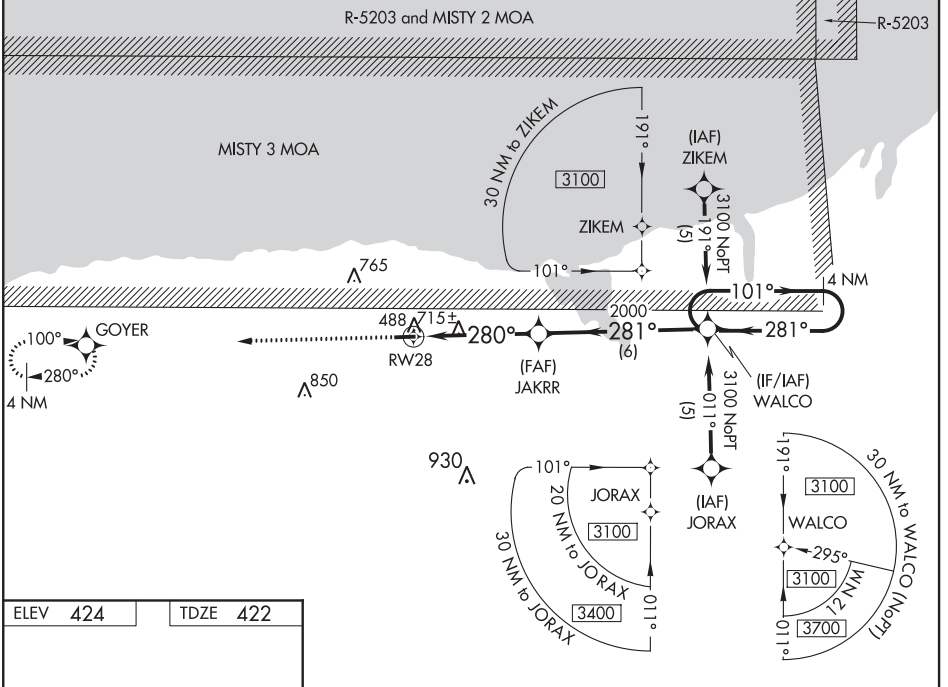 R-5203 and MISTY 2 MOA
R-5203
MISTY 3 MOA
30 NM to ZIKEM
191°
3100
ZIKEM
101°
(IAF)
ZIKEM
3100 NoPT
191°
(5)
765
4 NM
101°
2000
GOYER
100°
280°
4 NM
488
715±
RW28
280°
(FAF)
JAKRR
281°
(6)
281°
(IF/IAF)
WALCO
850
3100 NoPT
011°
(5)
930
101°
JORAX
20 NM to JORAX
3100
30 NM to JORAX
3400
011°
(IAF)
JORAX
191°
3100
30 NM to WALCO (NoPT)
WALCO
295°
3100
12 NM
3700
011°
ELEV 424
TDZE 422